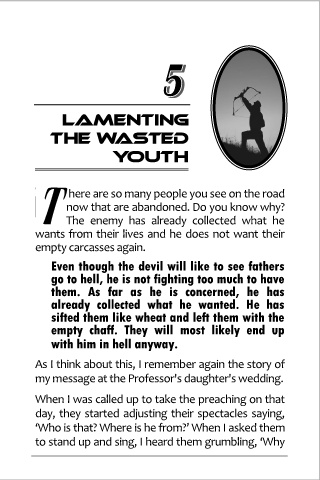 5
LAMENTING
THE WASTED
YOUTH
There are so many people you see on the road
now that are abandoned. Do you know why?
The enemy has already collected what he
wants from their lives and he does not want their
empty carcasses again.
Even though the devil will like to see fathers
go to hell, he is not fighting too much to have
them. As far as he is concerned, he has
already collected what he wanted. He has
sifted them like wheat and left them with the
empty chaff. They will most likely end up
with him in hell anyway.
As I think about this, I remember again the story of
my message at the Professor's daughter's wedding.
When I was called up to take the preaching on that
day, they started adjusting their spectacles saying,
‘Who is that? Where is he from?’ When I asked them
to stand up and sing, I heard them grumbling, ‘Why